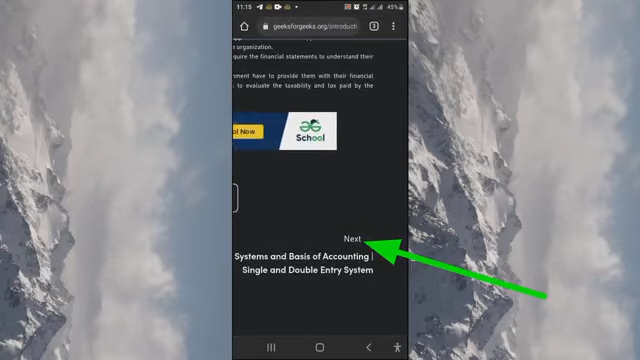 11:15
45%
geeksforgeeks.org/introducti
3
e organization.
quire the financial statements to understand their
nment have to provide them with their financial
to evaluate the taxability and tax paid by the
ol Now
School
Next
Systems and Basis of Accounting |
Single and Double Entry System